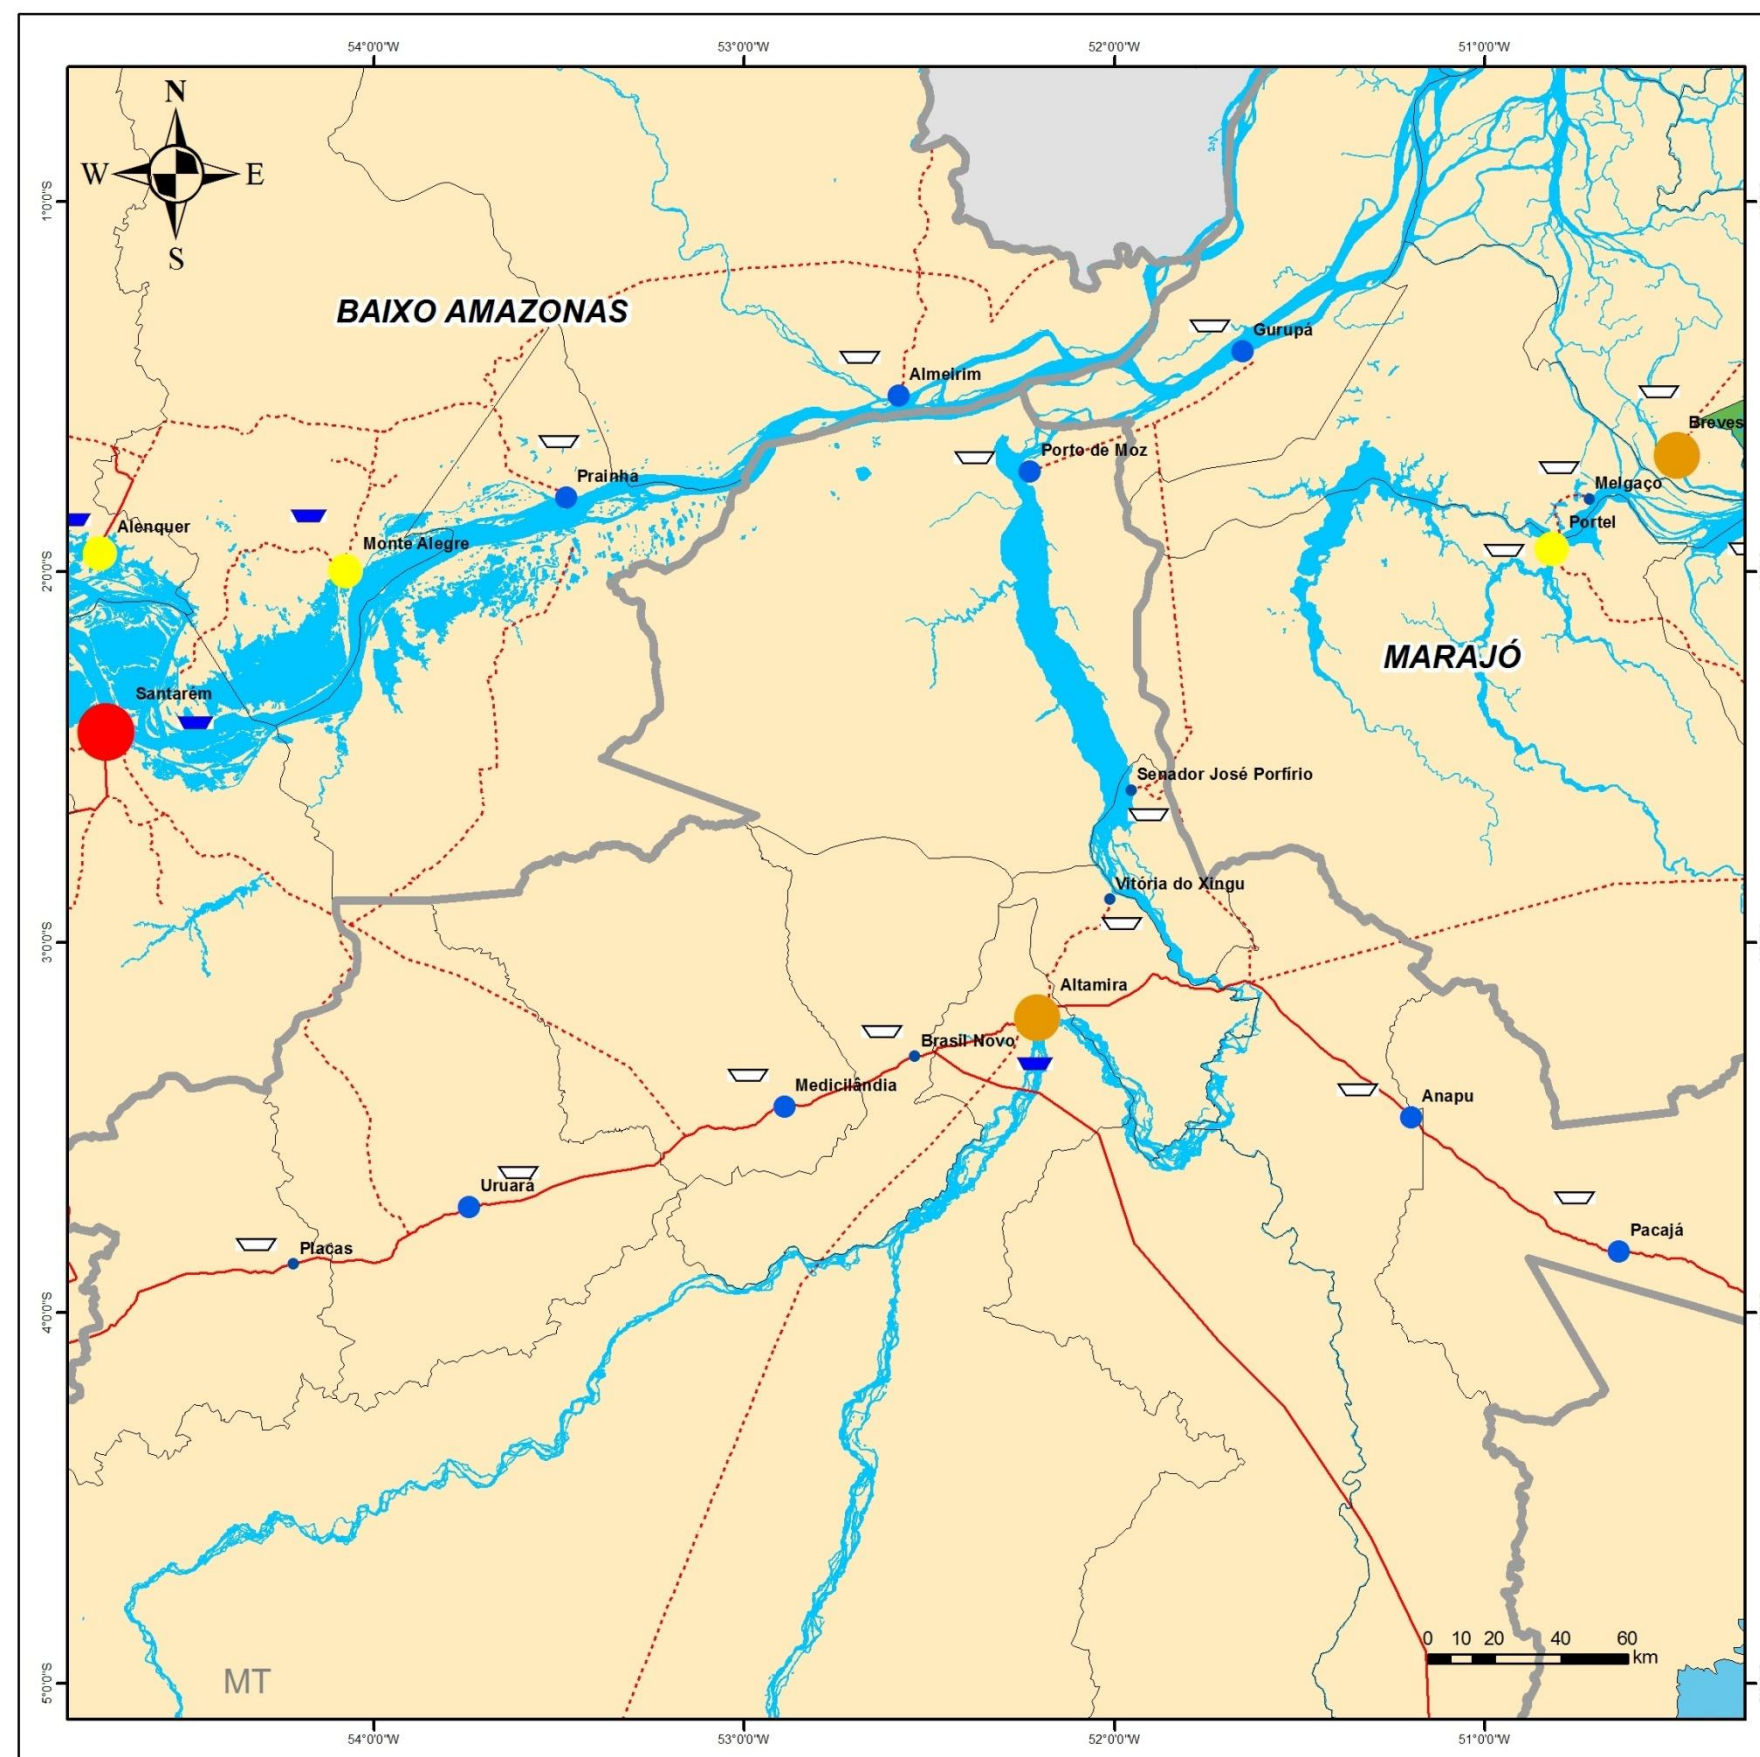 54°0'0"W
53°0'0"W
52°0'0"W
51°0'0"W
N
W
E
S
1°0'0"S
BAIXO AMAZONAS
Gurupá
Almeirim
Breves
Porto de Moz
Prainha
Melgaço
Portel
Alenquer
Monte Alegre
2°0'0"S
MARAJÓ
Santarém
Senador José Porfírio
Vitória do Xingu
3°0'0"S
Altamira
Brasil Novo
Medicilândia
Anapu
Uruará
Pacajá
Placas
4°0'0"S
0 10 20 40 60
km
MT
5°0'0"S
54°0'0"W
53°0'0"W
52°0'0"W
51°0'0"W